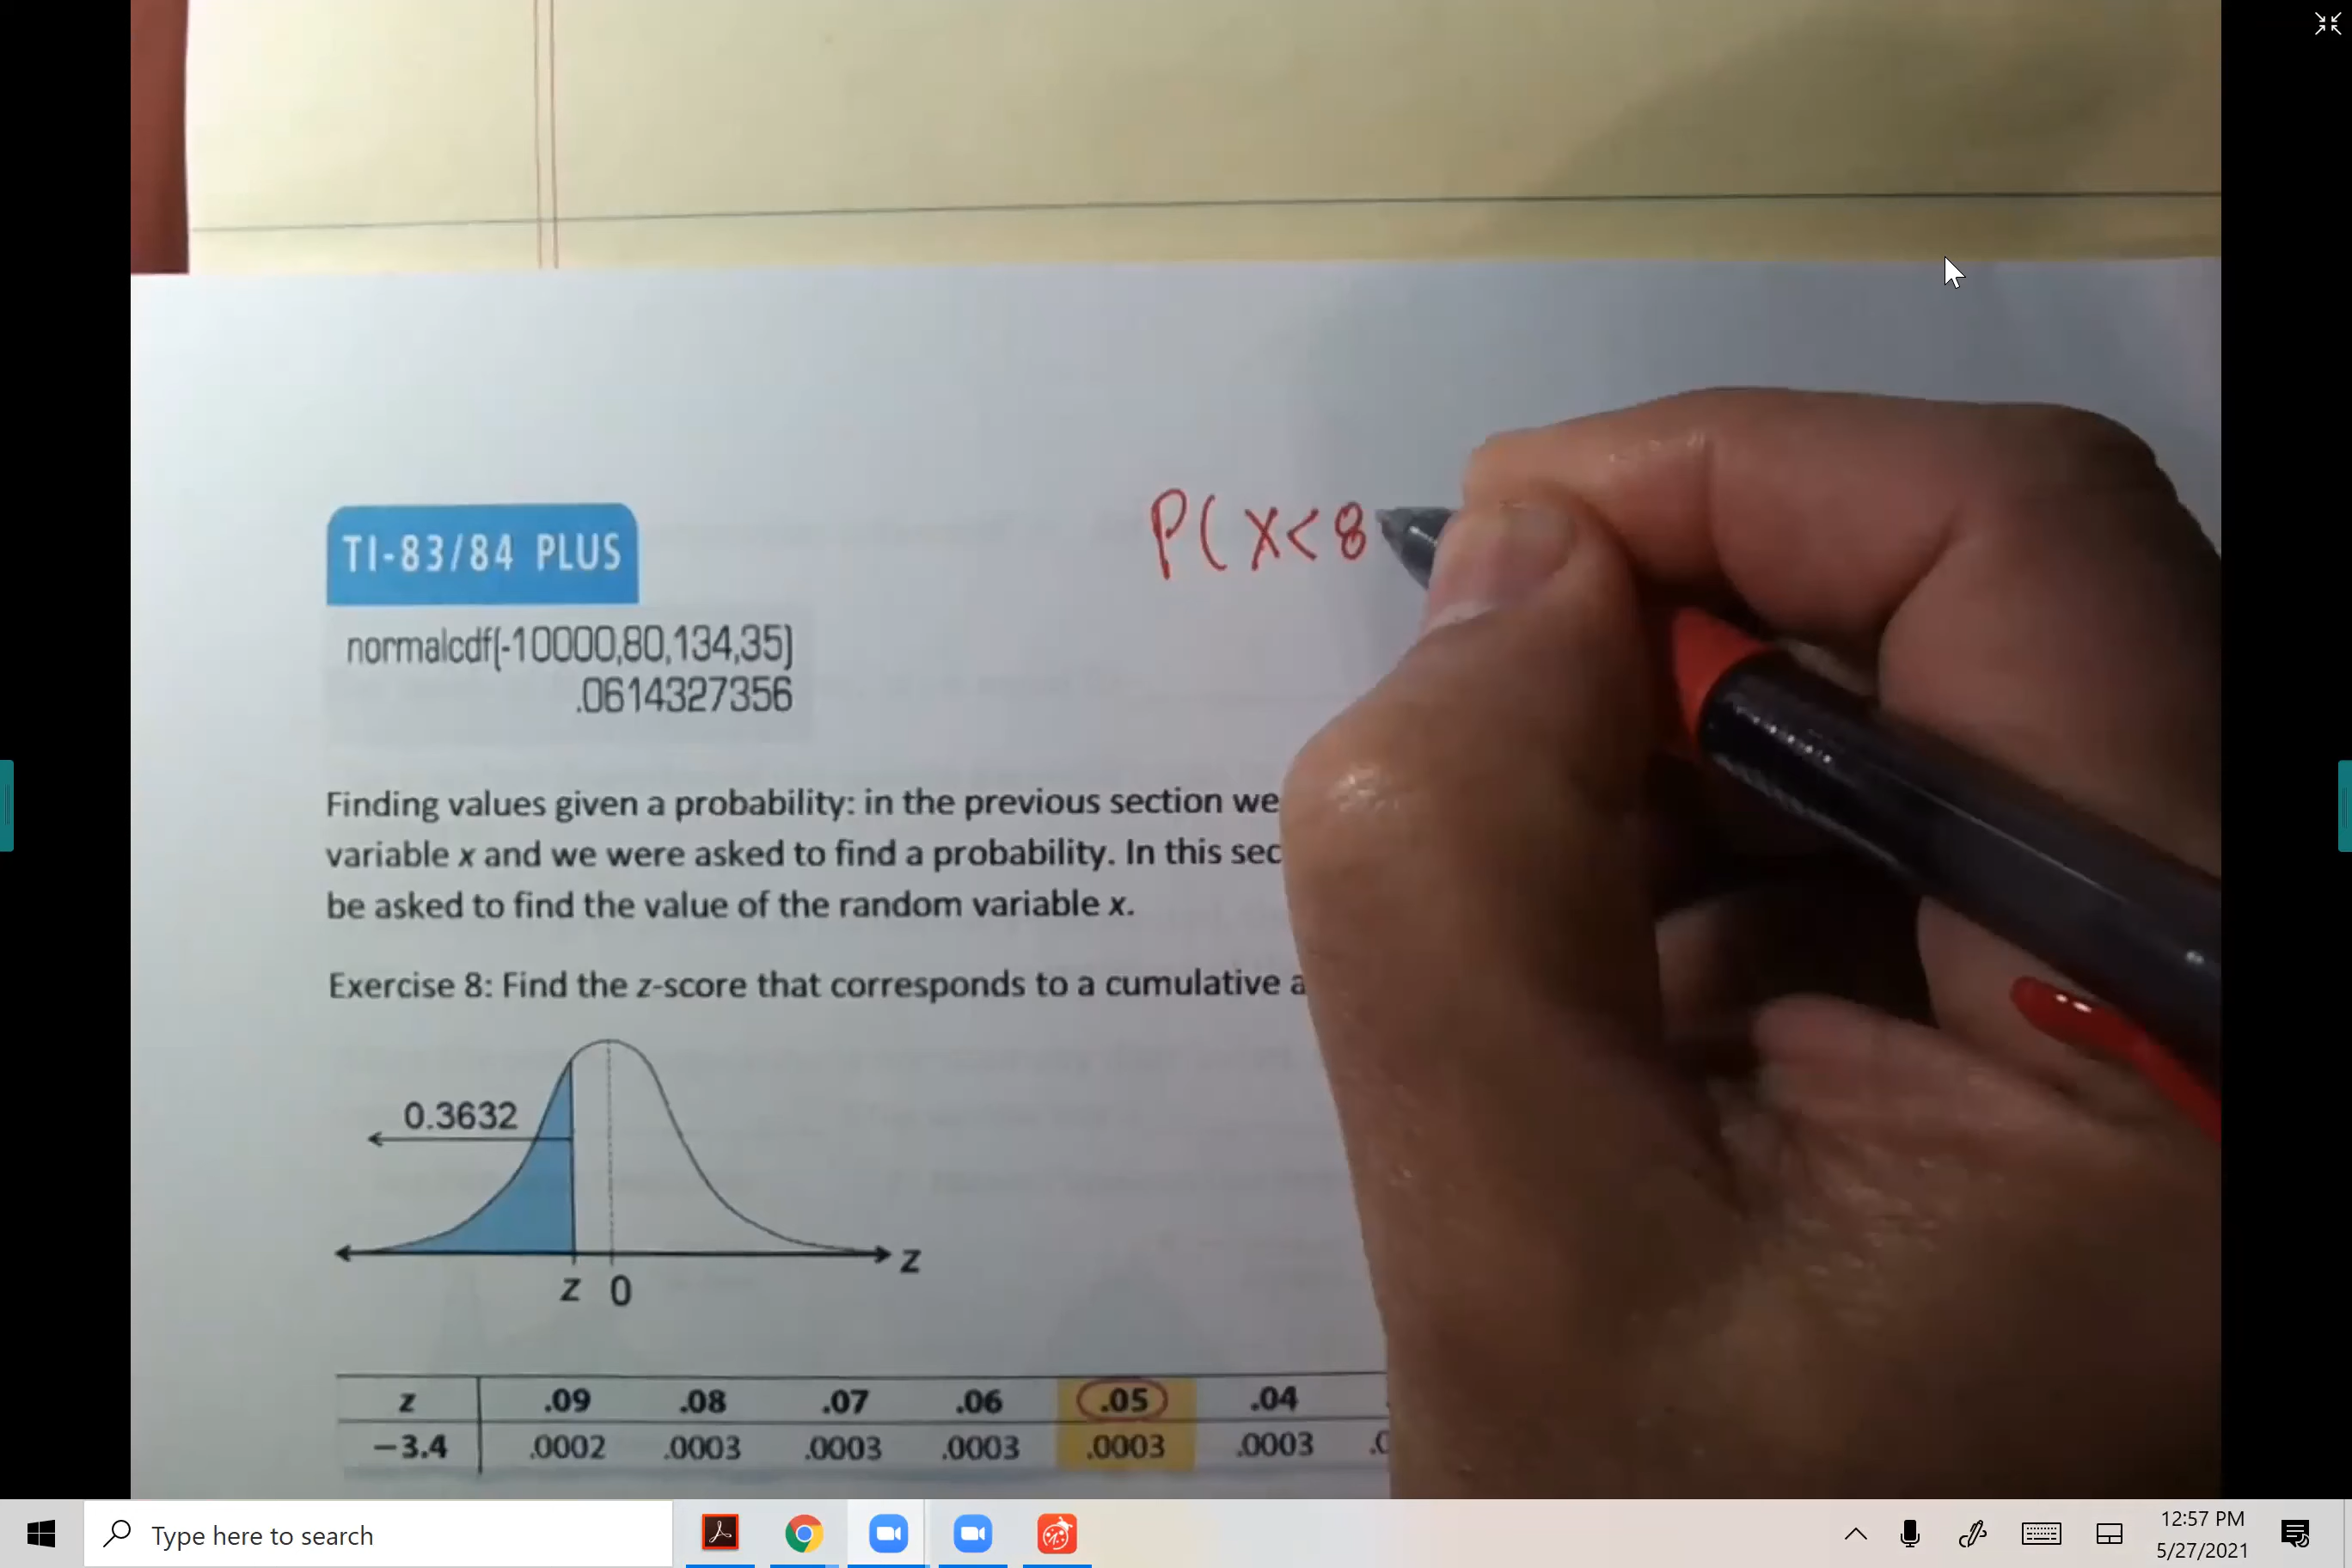 P(X<8
TI-83/84 PLUS
normalcdf(-10000,80,134,35)
.0614327356
Finding values given a probability: in the previous section we
variable x and we were asked to find a probability. In this sec
be asked to find the value of the random variable x.
Exercise 8: Find the z-score that corresponds to a cumulative a
0.3632
z
z 0
z .09 .08 .07 .06 .05 .04
−3.4 .0002 .0003 .0003 .0003 .0003 .0003
Type here to search
12:57 PM
5/27/2021